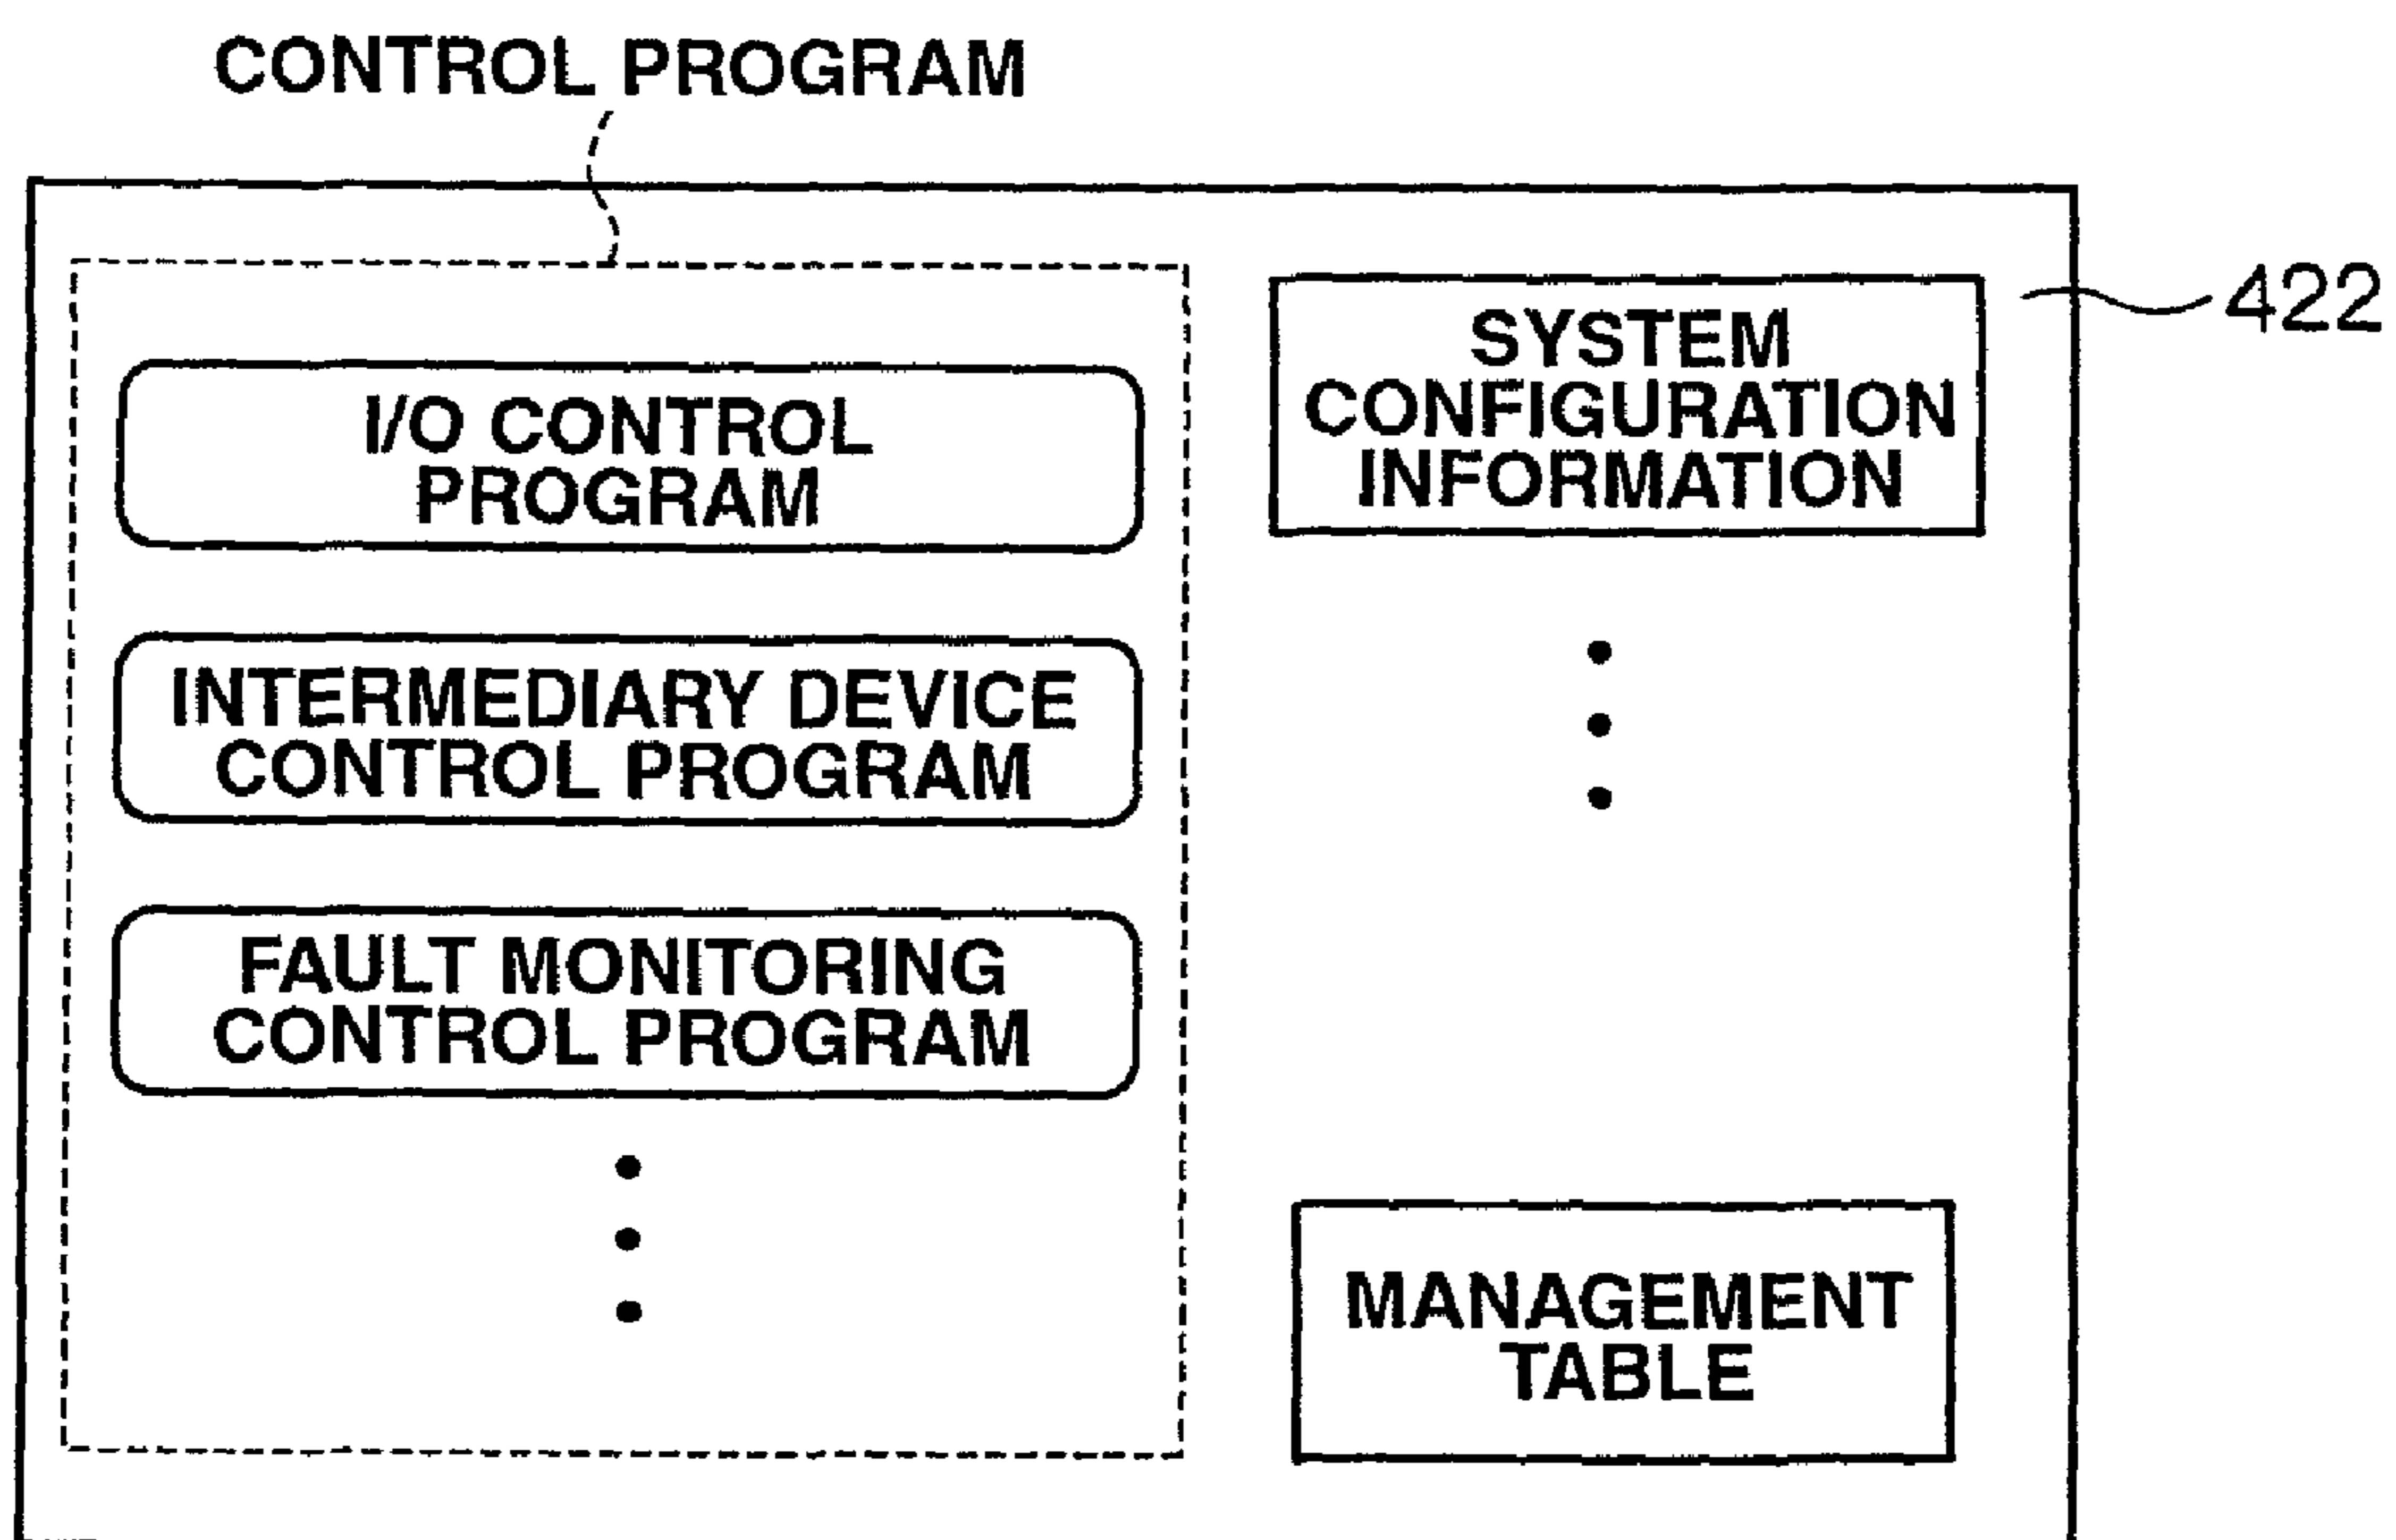 CONTROL PROGRAM
I/O CONTROL
PROGRAM
INTERMEDIARY DEVICE
CONTROL PROGRAM
FAULT MONITORING
CONTROL PROGRAM
SYSTEM
CONFIGURATION
INFORMATION
422
MANAGEMENT
TABLE